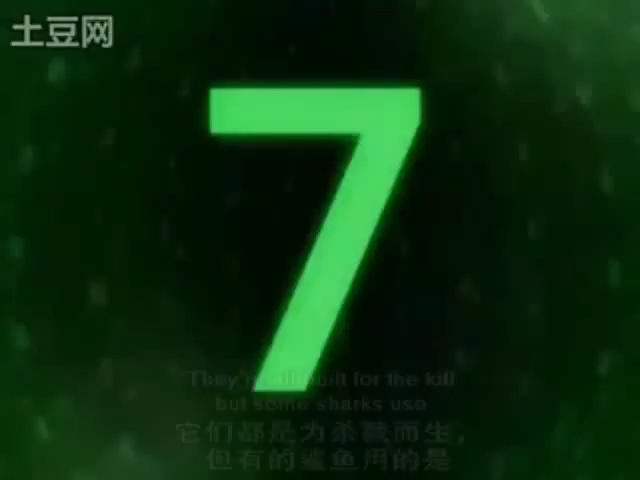 土豆网
7
They're all built for the kill
but some sharks use
它们都是为杀戮而生，
但有的鲨鱼用的是